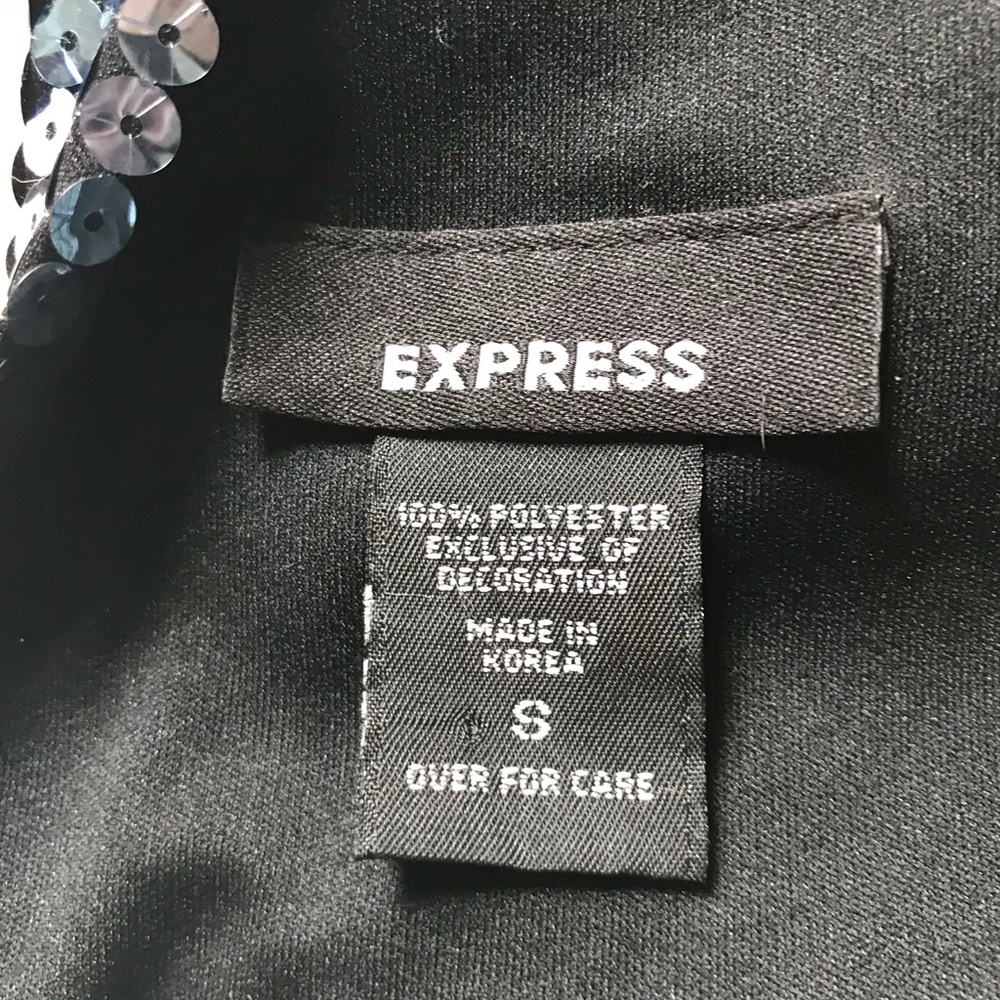 EXPRESS
100% POLYESTER
EXCLUSIVE OF
DECORATION
MADE IN
KOREA
S
OVER FOR CARE